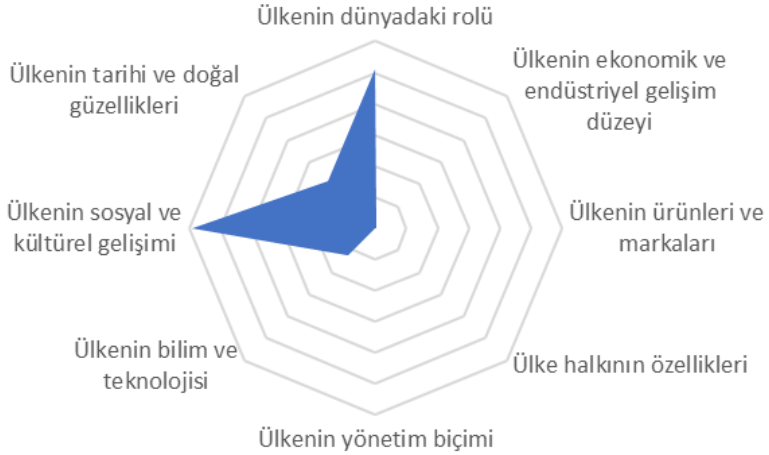 Ülkenin dünyadaki rolü
Ülkenin ekonomik ve
endüstriyel gelişim
düzeyi
Ülkenin ürünleri ve
markaları
Ülke halkının özellikleri
Ülkenin yönetim biçimi
Ülkenin bilim ve
teknolojisi
Ülkenin sosyal ve
kültürel gelişimi
Ülkenin tarihi ve doğal
güzellikleri